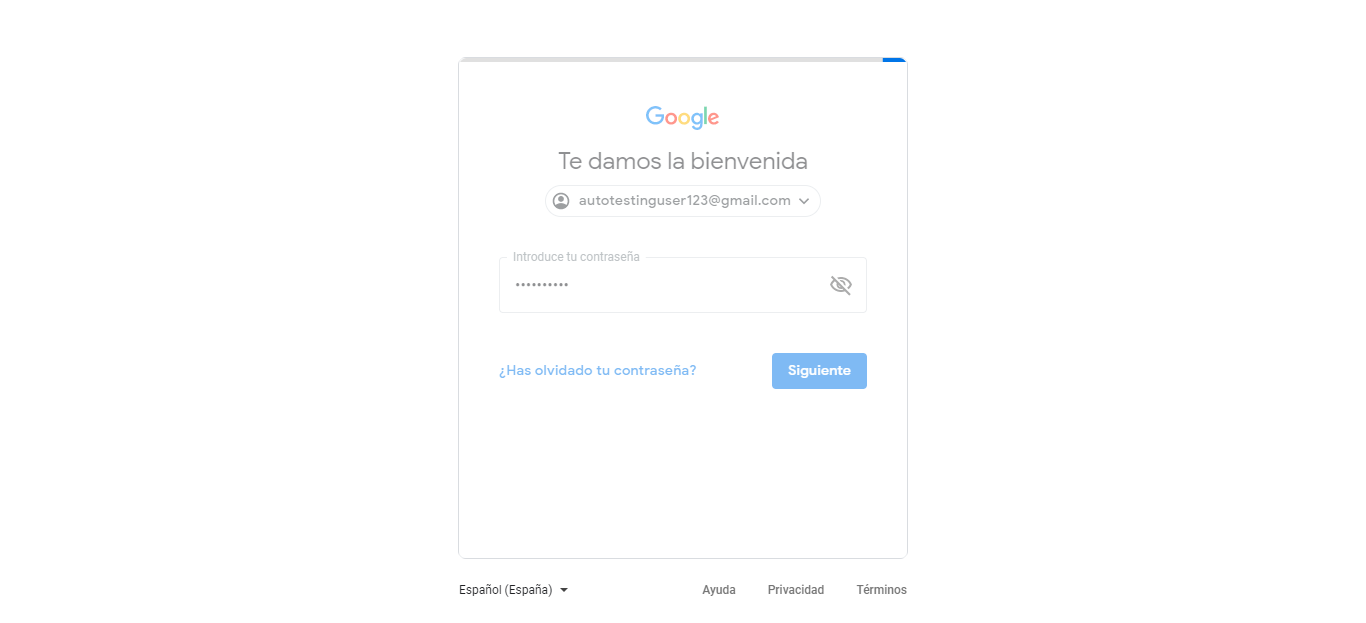 Google
Te damos la bienvenida
autotestinguser123@gmail.com
Introduce tu contraseña
••••••••••
¿Has olvidado tu contraseña?
Siguiente
Español (España)
Ayuda
Privacidad
Términos